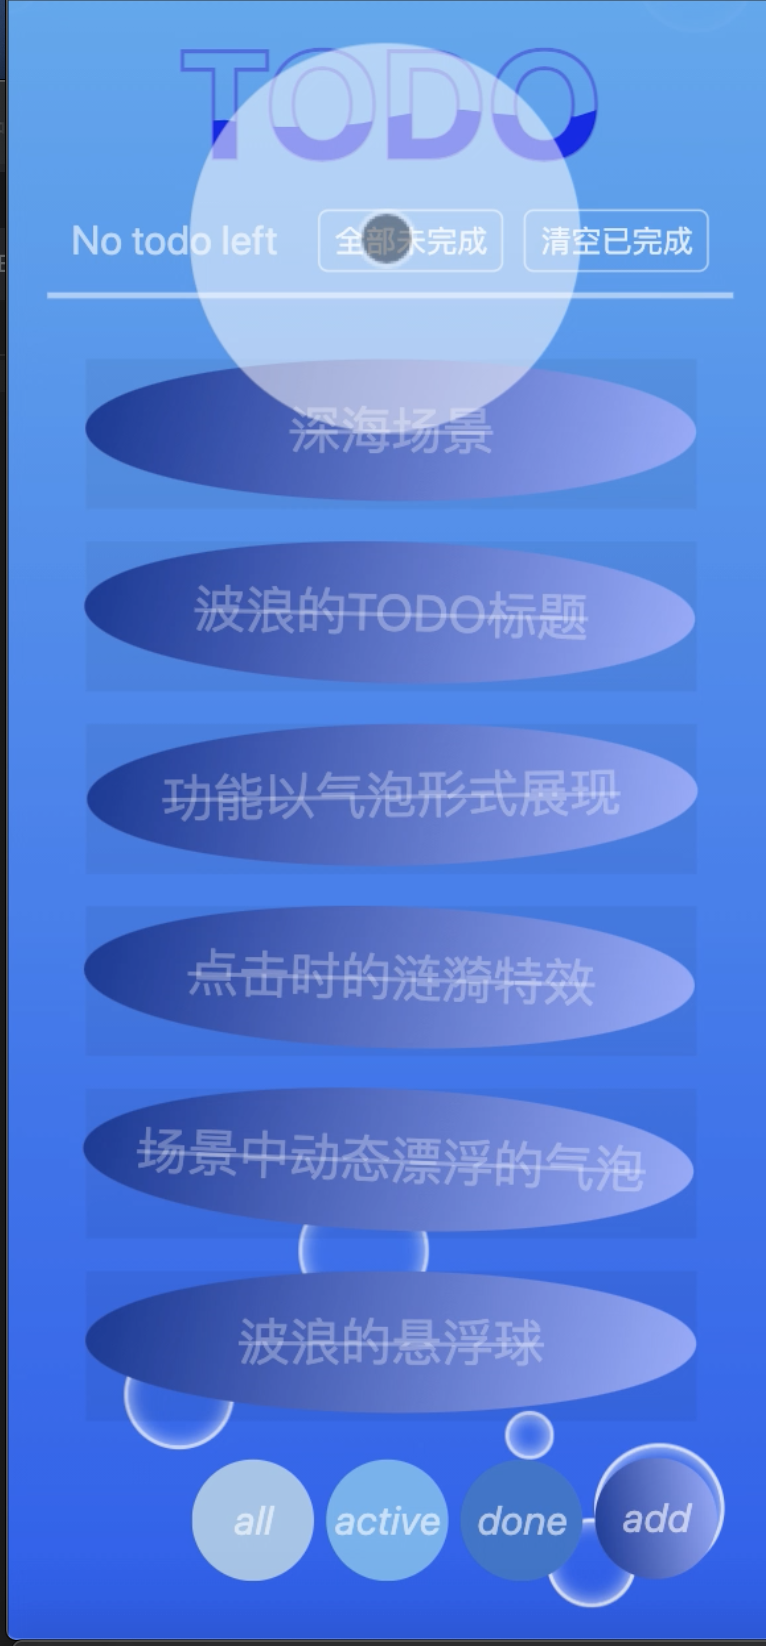 TODO
No todo left 全部未完成 清空已完成
深海场景
波浪的TODO标题
功能以气泡形式展现
点击时的涟漪特效
场景中动态漂浮的气泡
波浪的悬浮球
all active done add